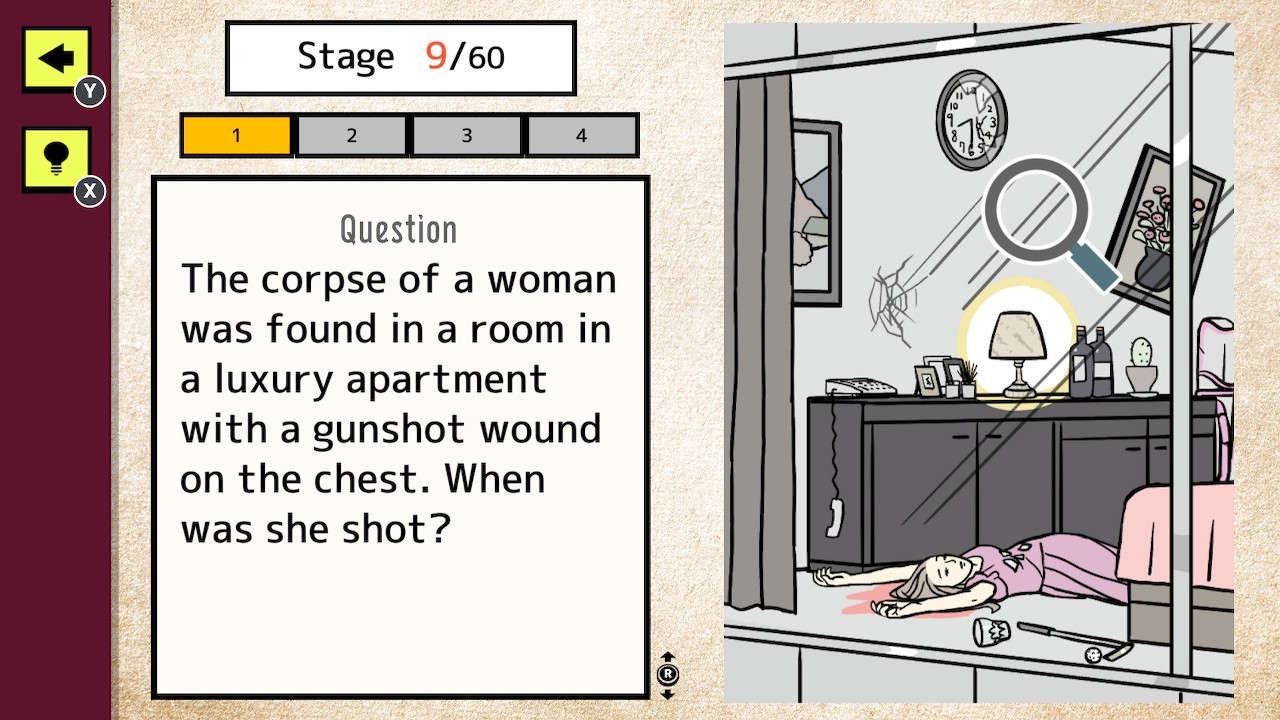 Y
X
Stage 9/60
1 2 3 4
Question
The corpse of a woman
was found in a room in
a luxury apartment
with a gunshot wound
on the chest. When
was she shot?
R